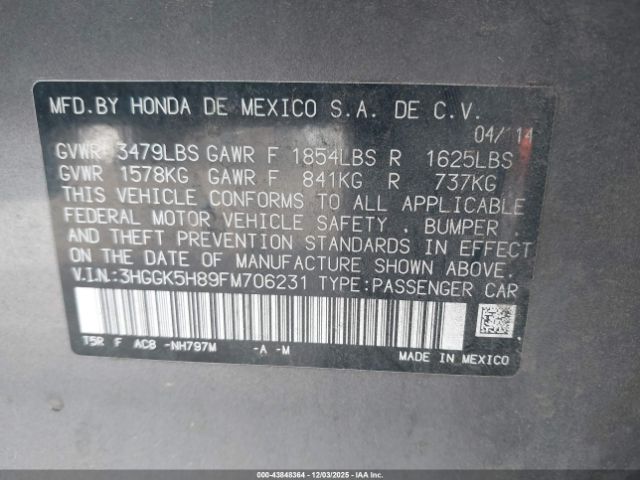 MFD.BY HONDA DE MEXICO S.A. DE C.V.
04/14
GVWR 3479LBS GAWR F 1854LBS R 1625LBS
GVWR 1578KG GAWR F 841KG R 737KG
THIS VEHICLE CONFORMS TO ALL APPLICABLE
FEDERAL MOTOR VEHICLE SAFETY , BUMPER
AND THEFT PREVENTION STANDARDS IN EFFECT
ON THE DATE OF MANUFACTURE SHOWN ABOVE.
V.I.N.:3HGGK5H89FM706231 TYPE:PASSENGER CAR
T5R F AC8 -NH797M -A -M
MADE IN MEXICO
000-43848364 | 12/03/2025 - IAA Inc.